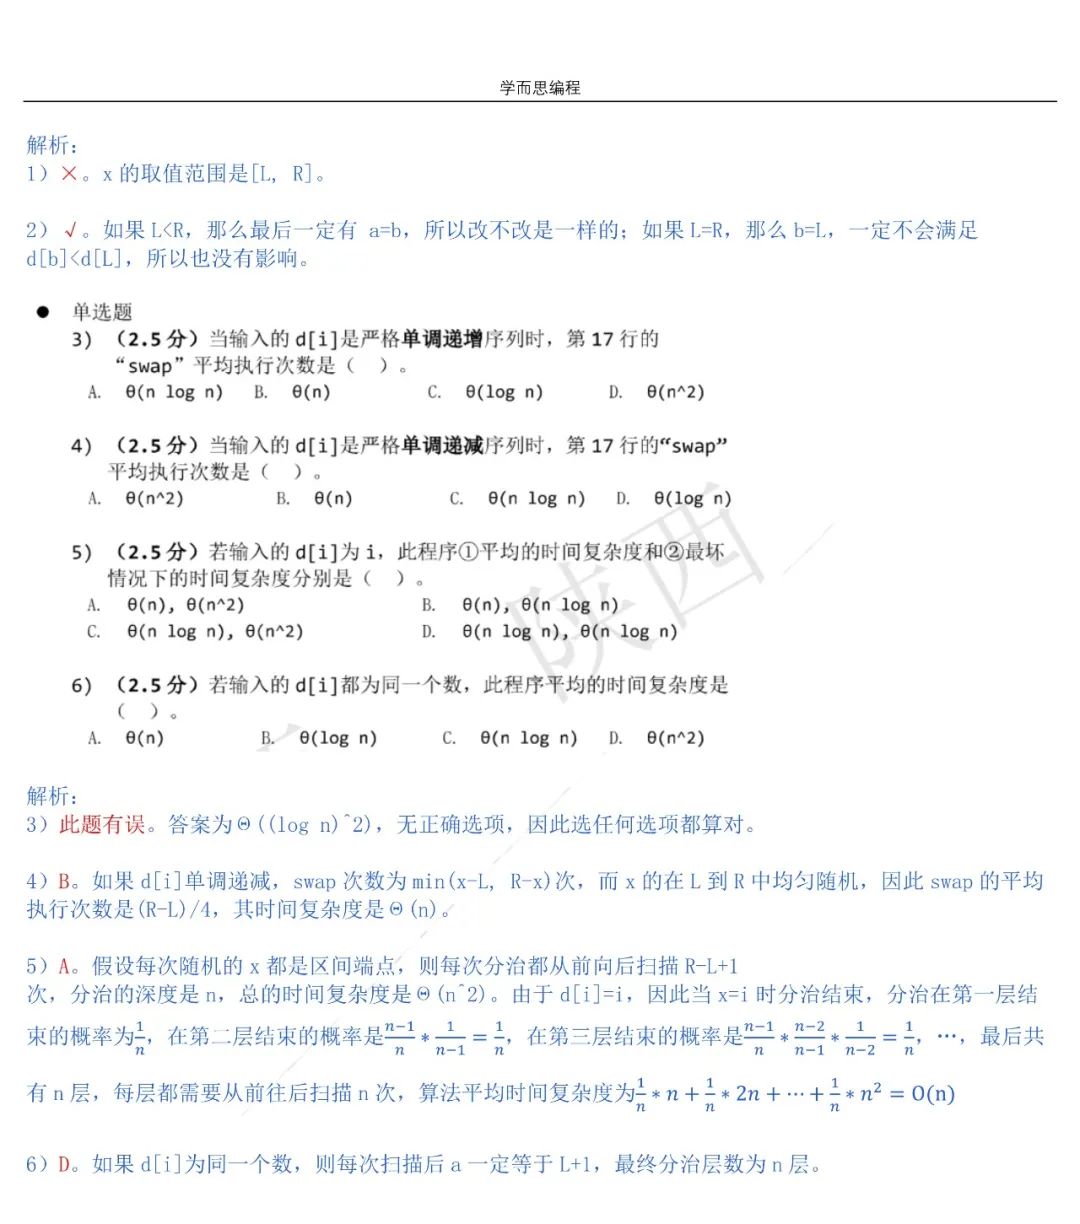 学而思编程
解析：
1）×。x 的取值范围是[L, R]。
2）√。如果 L<R，那么最后一定有 a=b，所以改不改是一样的；如果 L=R，那么 b=L，一定不会满足
d[b]<d[L]，所以也没有影响。
● 单选题
3) （2.5 分）当输入的 d[i]是严格单调递增序列时，第 17 行的
“swap”平均执行次数是（ ）。
A. θ(n log n) B. θ(n) C. θ(log n) D. θ(n^2)
4) （2.5 分）当输入的 d[i]是严格单调递减序列时，第 17 行的“swap”
平均执行次数是（ ）。
A. θ(n^2) B. θ(n) C. θ(n log n) D. θ(log n)
5) （2.5 分）若输入的 d[i]为 i，此程序①平均的时间复杂度和②最坏
情况下的时间复杂度分别是（ ）。
A. θ(n), θ(n^2) B. θ(n), θ(n log n)
C. θ(n log n), θ(n^2) D. θ(n log n), θ(n log n)
6) （2.5 分）若输入的 d[i]都为同一个数，此程序平均的时间复杂度是
（ ）。
A. θ(n) B. θ(log n) C. θ(n log n) D. θ(n^2)
陕西
解析：
3）此题有误。答案为Θ((log n)^2)，无正确选项，因此选任何选项都算对。
4）B。如果 d[i]单调递减，swap 次数为 min(x-L, R-x)次，而 x 的在 L 到 R 中均匀随机，因此 swap 的平均
执行次数是(R-L)/4，其时间复杂度是Θ(n)。
5）A。假设每次随机的 x 都是区间端点，则每次分治都从前向后扫描 R-L+1
次，分治的深度是 n，总的时间复杂度是Θ(n^2)。由于 d[i]=i，因此当 x=i 时分治结束，分治在第一层结
束的概率为1/n，在第二层结束的概率是(n−1)/n * 1/(n−1) = 1/n，在第三层结束的概率是(n−1)/n * (n−2)/(n−1) * 1/(n−2) = 1/n，…，最后共
有 n 层，每层都需要从前往后扫描 n 次，算法平均时间复杂度为1/n * n + 1/n * 2n + ⋯ + 1/n * n² = O(n)
6）D。如果 d[i]为同一个数，则每次扫描后 a 一定等于 L+1，最终分治层数为 n 层。